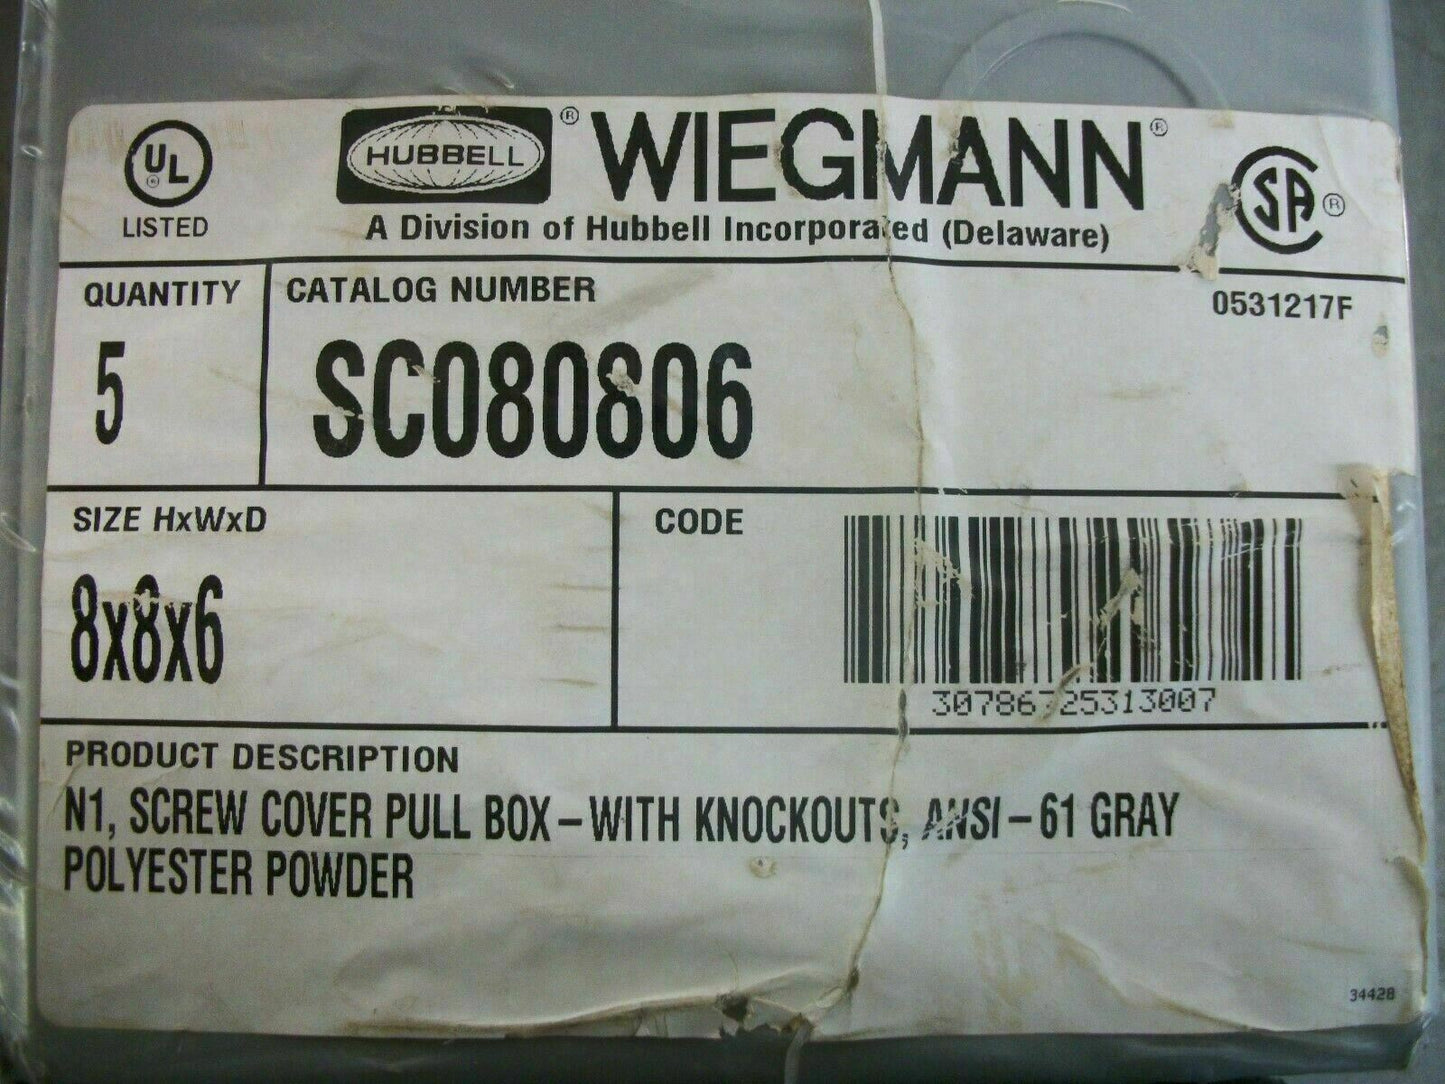 UL
®
LISTED
HUBBELL ® WIEGMANN ®
A Division of Hubbell Incorporated (Delaware)
SA ®
QUANTITY
5
CATALOG NUMBER
SC080806
0531217F
SIZE HxWxD
8x8x6
CODE
30786725313007
PRODUCT DESCRIPTION
N1, SCREW COVER PULL BOX – WITH KNOCKOUTS, ANSI – 61 GRAY
POLYESTER POWDER
34428